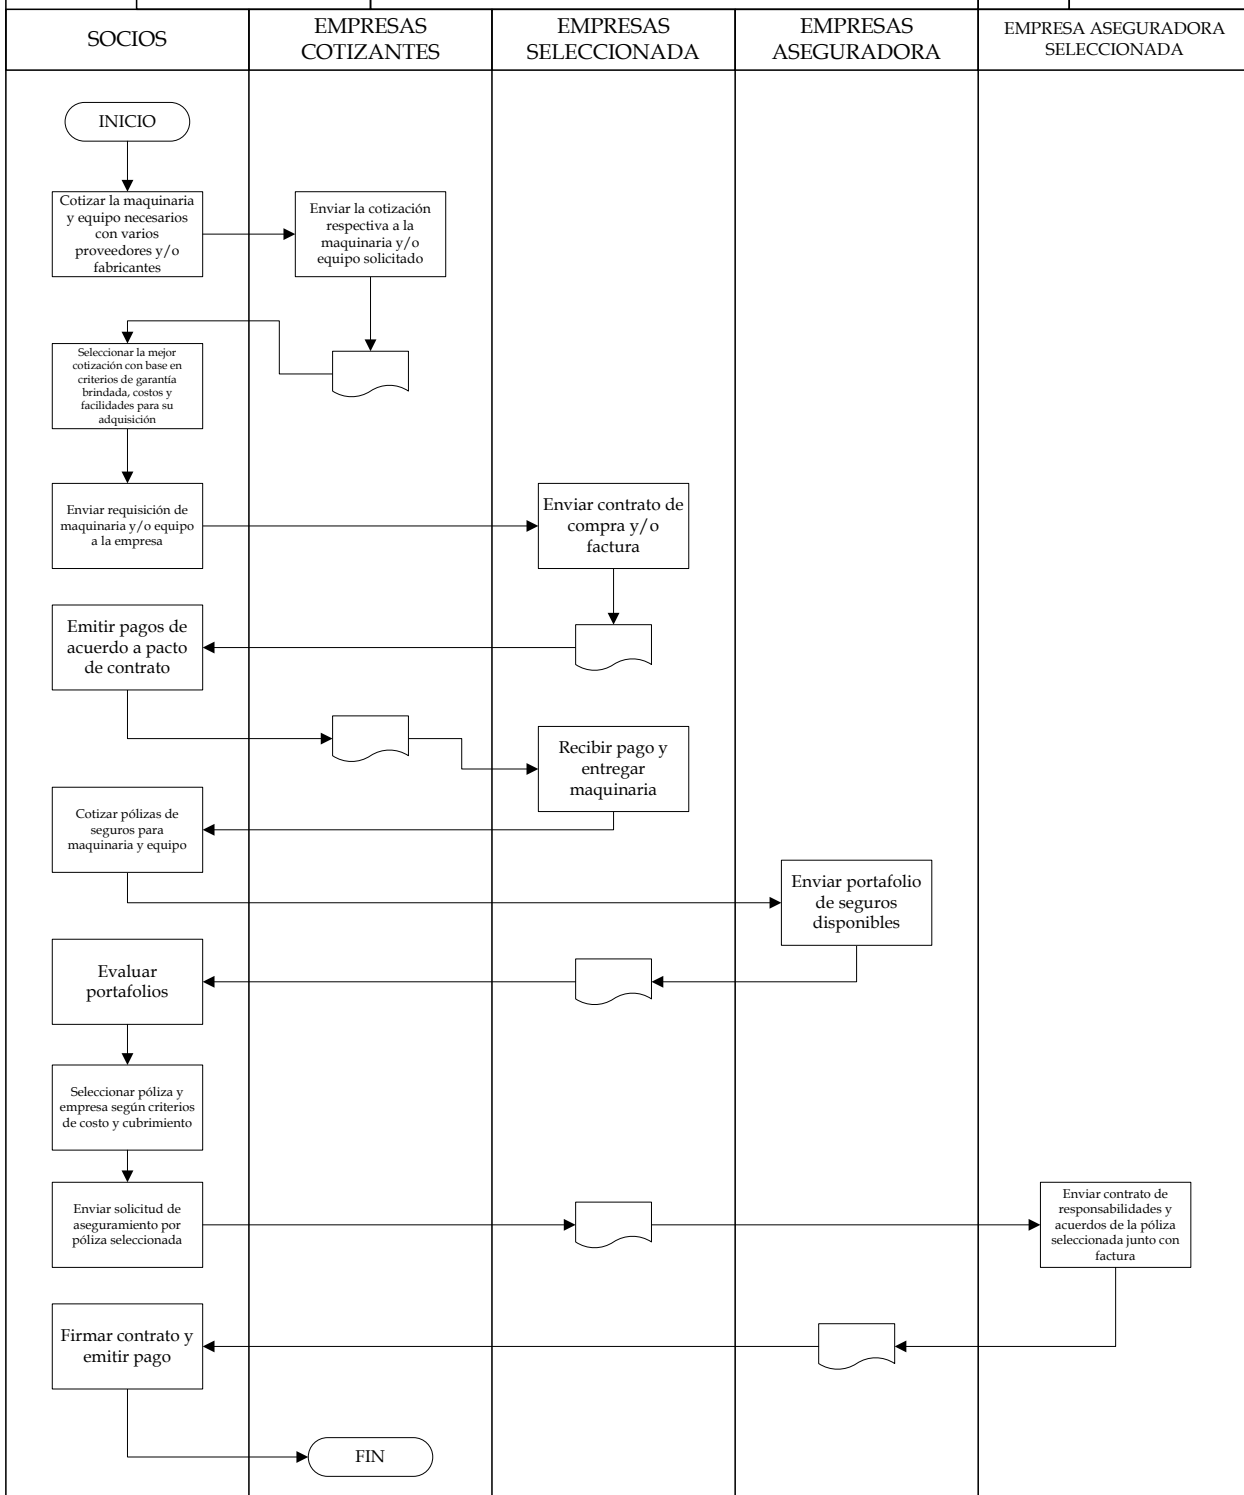 SOCIOS
EMPRESAS
COTIZANTES
EMPRESAS
SELECCIONADA
EMPRESAS
ASEGURADORA
EMPRESA ASEGURADORA
SELECCIONADA
INICIO
Cotizar la maquinaria
y equipo necesarios
con varios
proveedores y/o
fabricantes
Enviar la cotización
respectiva a la
maquinaria y/o
equipo solicitado
Seleccionar la mejor
cotización con base en
criterios de garantía
brindada, costos y
facilidades para su
adquisición
Enviar requisición de
maquinaria y/o equipo
a la empresa
Enviar contrato de
compra y/o
factura
Emitir pagos de
acuerdo a pacto
de contrato
Recibir pago y
entregar
maquinaria
Cotizar pólizas de
seguros para
maquinaria y equipo
Enviar portafolio
de seguros
disponibles
Evaluar
portafolios
Seleccionar póliza y
empresa según criterios
de costo y cubrimiento
Enviar solicitud de
aseguramiento por
póliza seleccionada
Enviar contrato de
responsabilidades y
acuerdos de la póliza
seleccionada junto con
factura
Firmar contrato y
emitir pago
FIN